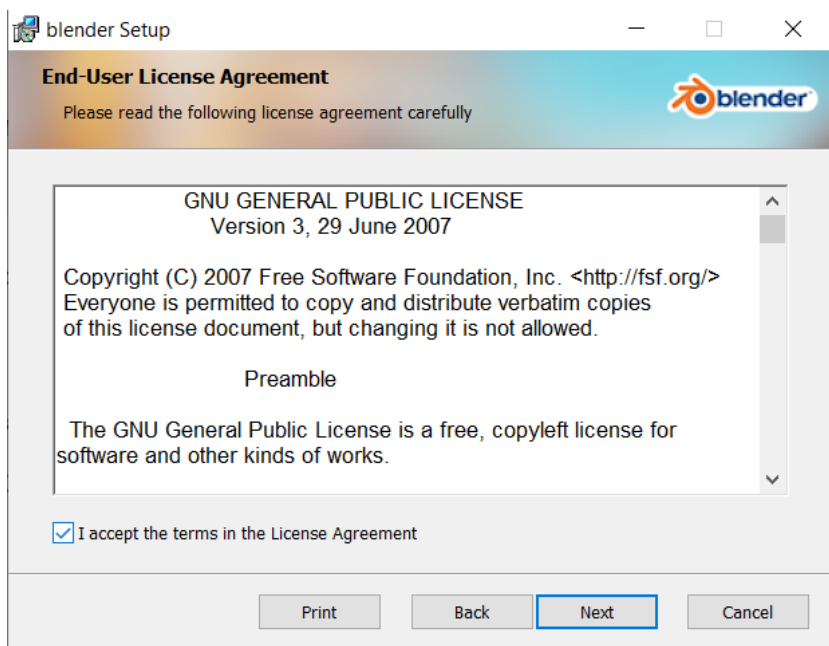 blender Setup
End-User License Agreement
Please read the following license agreement carefully
blender
GNU GENERAL PUBLIC LICENSE
Version 3, 29 June 2007
Copyright (C) 2007 Free Software Foundation, Inc. <http://fsf.org/>
Everyone is permitted to copy and distribute verbatim copies
of this license document, but changing it is not allowed.
Preamble
The GNU General Public License is a free, copyleft license for
software and other kinds of works.
I accept the terms in the License Agreement
Print Back Next Cancel